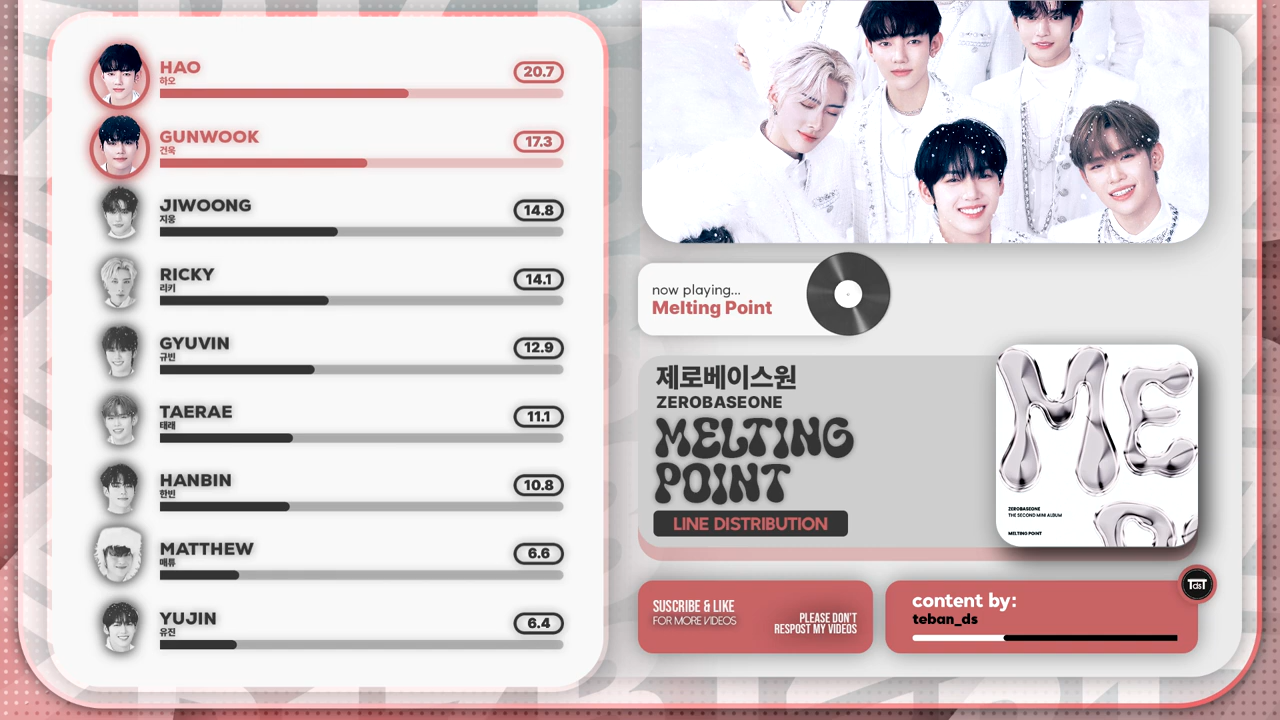 HAO
하오
20.7
GUNWOOK
건욱
17.3
JIWOONG
지웅
14.8
RICKY
리키
14.1
GYUVIN
규빈
12.9
TAERAE
태래
11.1
HANBIN
한빈
10.8
MATTHEW
매튜
6.6
YUJIN
유진
6.4
now playing...
Melting Point
제로베이스원
ZEROBASEONE
MELTING
POINT
LINE DISTRIBUTION
ME
ZEROBASEONE
THE SECOND MINI ALBUM
MELTING POINT
SUSCRIBE & LIKE
FOR MORE VIDEOS
PLEASE DON'T
RESPOST MY VIDEOS
content by:
teban_ds
TdsT